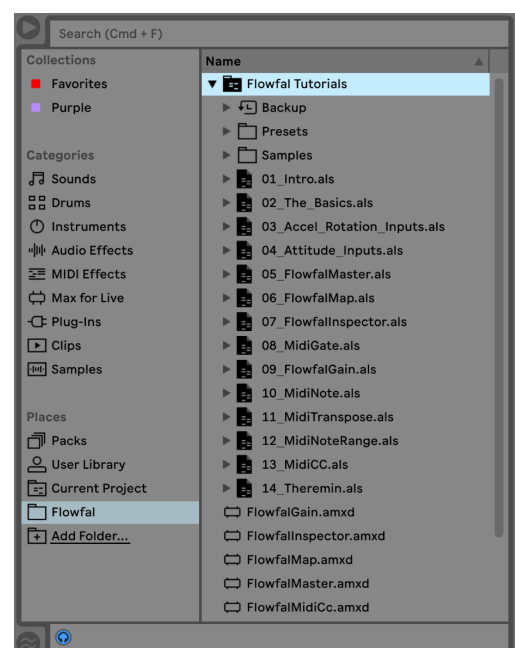 Search (Cmd + F)
Collections
Favorites
Purple
Categories
Sounds
Drums
Instruments
Audio Effects
MIDI Effects
Max for Live
Plug-Ins
Clips
Samples
Places
Packs
User Library
Current Project
Flowfal
Add Folder...
Name
Flowfal Tutorials
Backup
Presets
Samples
01_Intro.als
02_The_Basics.als
03_Accel_Rotation_Inputs.als
04_Attitude_Inputs.als
05_FlowfalMaster.als
06_FlowfalMap.als
07_FlowfalInspector.als
08_MidiGate.als
09_FlowfalGain.als
10_MidiNote.als
11_MidiTranspose.als
12_MidiNoteRange.als
13_MidiCC.als
14_Theremin.als
FlowfalGain.amxd
FlowfalInspector.amxd
FlowfalMap.amxd
FlowfalMaster.amxd
FlowfalMidiCc.amxd